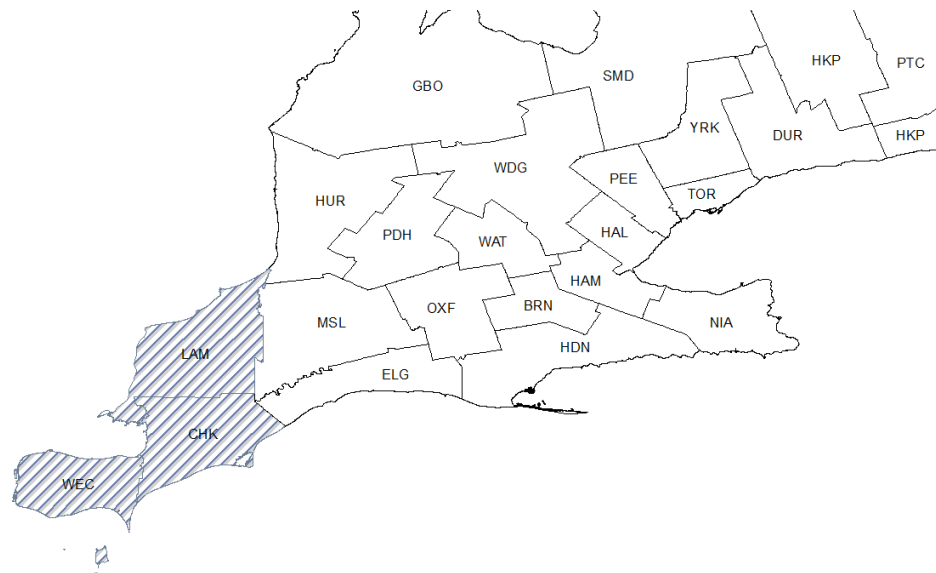 HKP
PTC
SMD
GBO
YRK
DUR
HKP
WDG
PEE
TOR
HUR
PDH
WAT
HAL
HAM
OXF
BRN
MSL
NIA
HDN
LAM
ELG
CHK
WEC